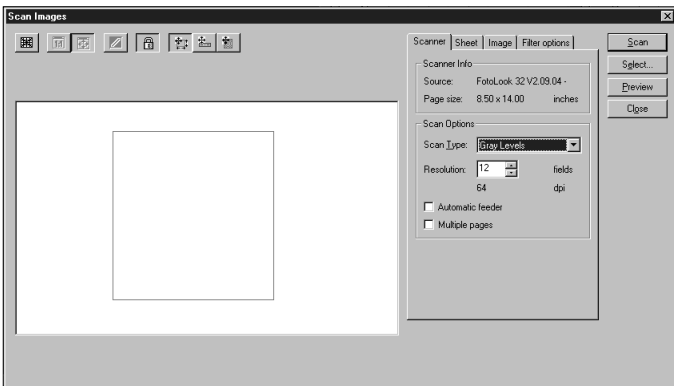 Scan Images
Scanner Sheet Image Filter options
Scanner Info
Source: FotoLook 32 V2.09.04 -
Page size: 8.50 x 14.00 inches
Scan Options
Scan Type: Gray Levels
Resolution: 12 fields
64 dpi
Automatic feeder
Multiple pages
Scan
Select...
Preview
Close